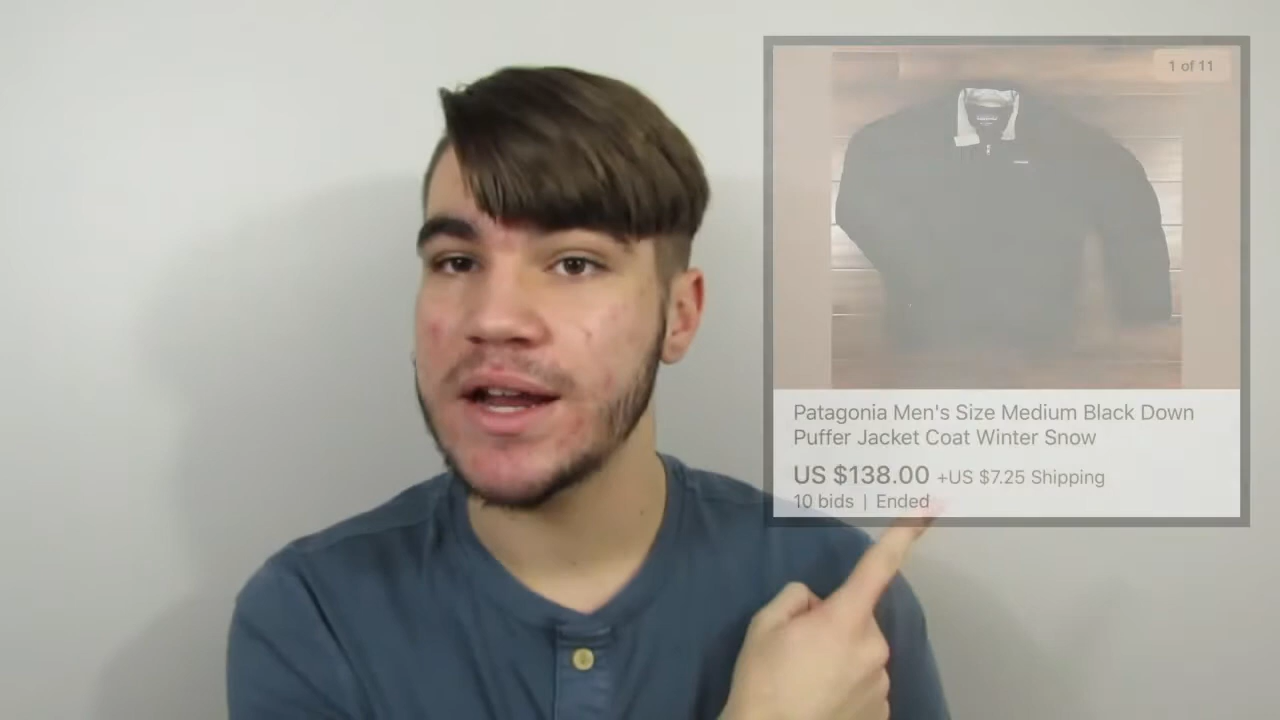 1 of 11
Patagonia Men's Size Medium Black Down
Puffer Jacket Coat Winter Snow
US $138.00 +US $7.25 Shipping
10 bids | Ended